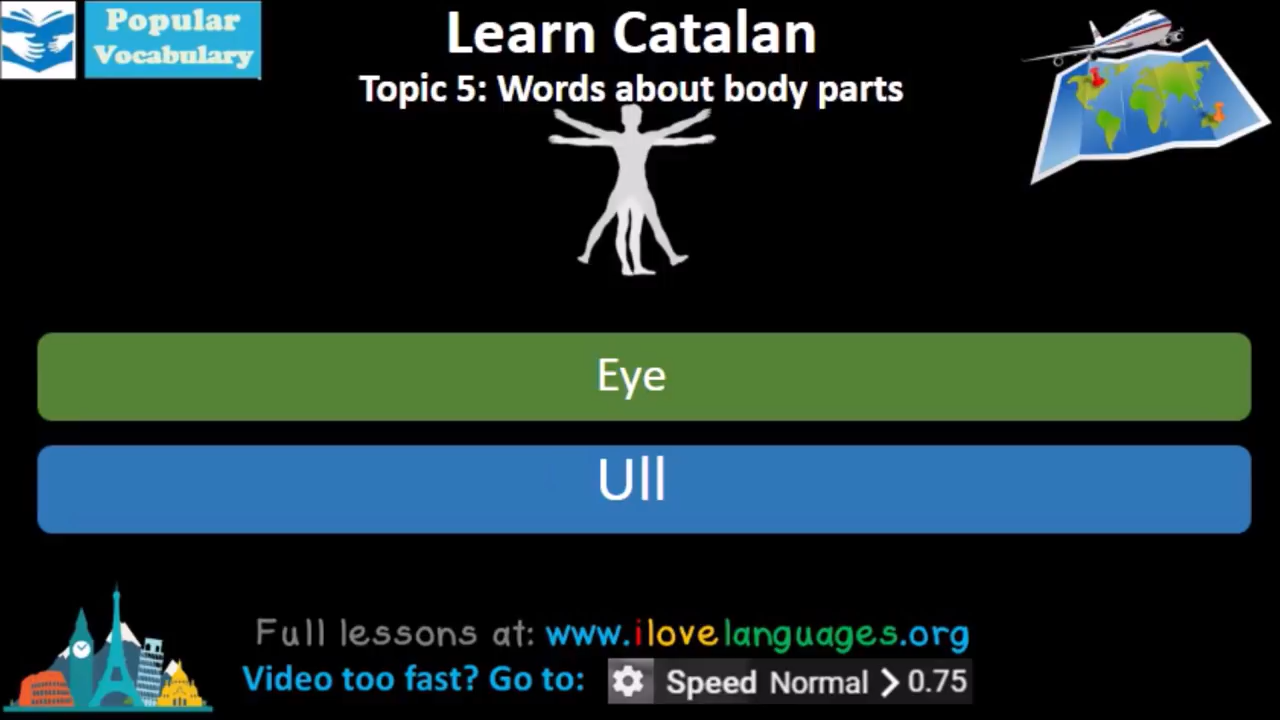 Popular
Vocabulary
Learn Catalan
Topic 5: Words about body parts
Eye
Ull
Full lessons at: www.ilovelanguages.org
Video too fast? Go to: Speed Normal > 0.75